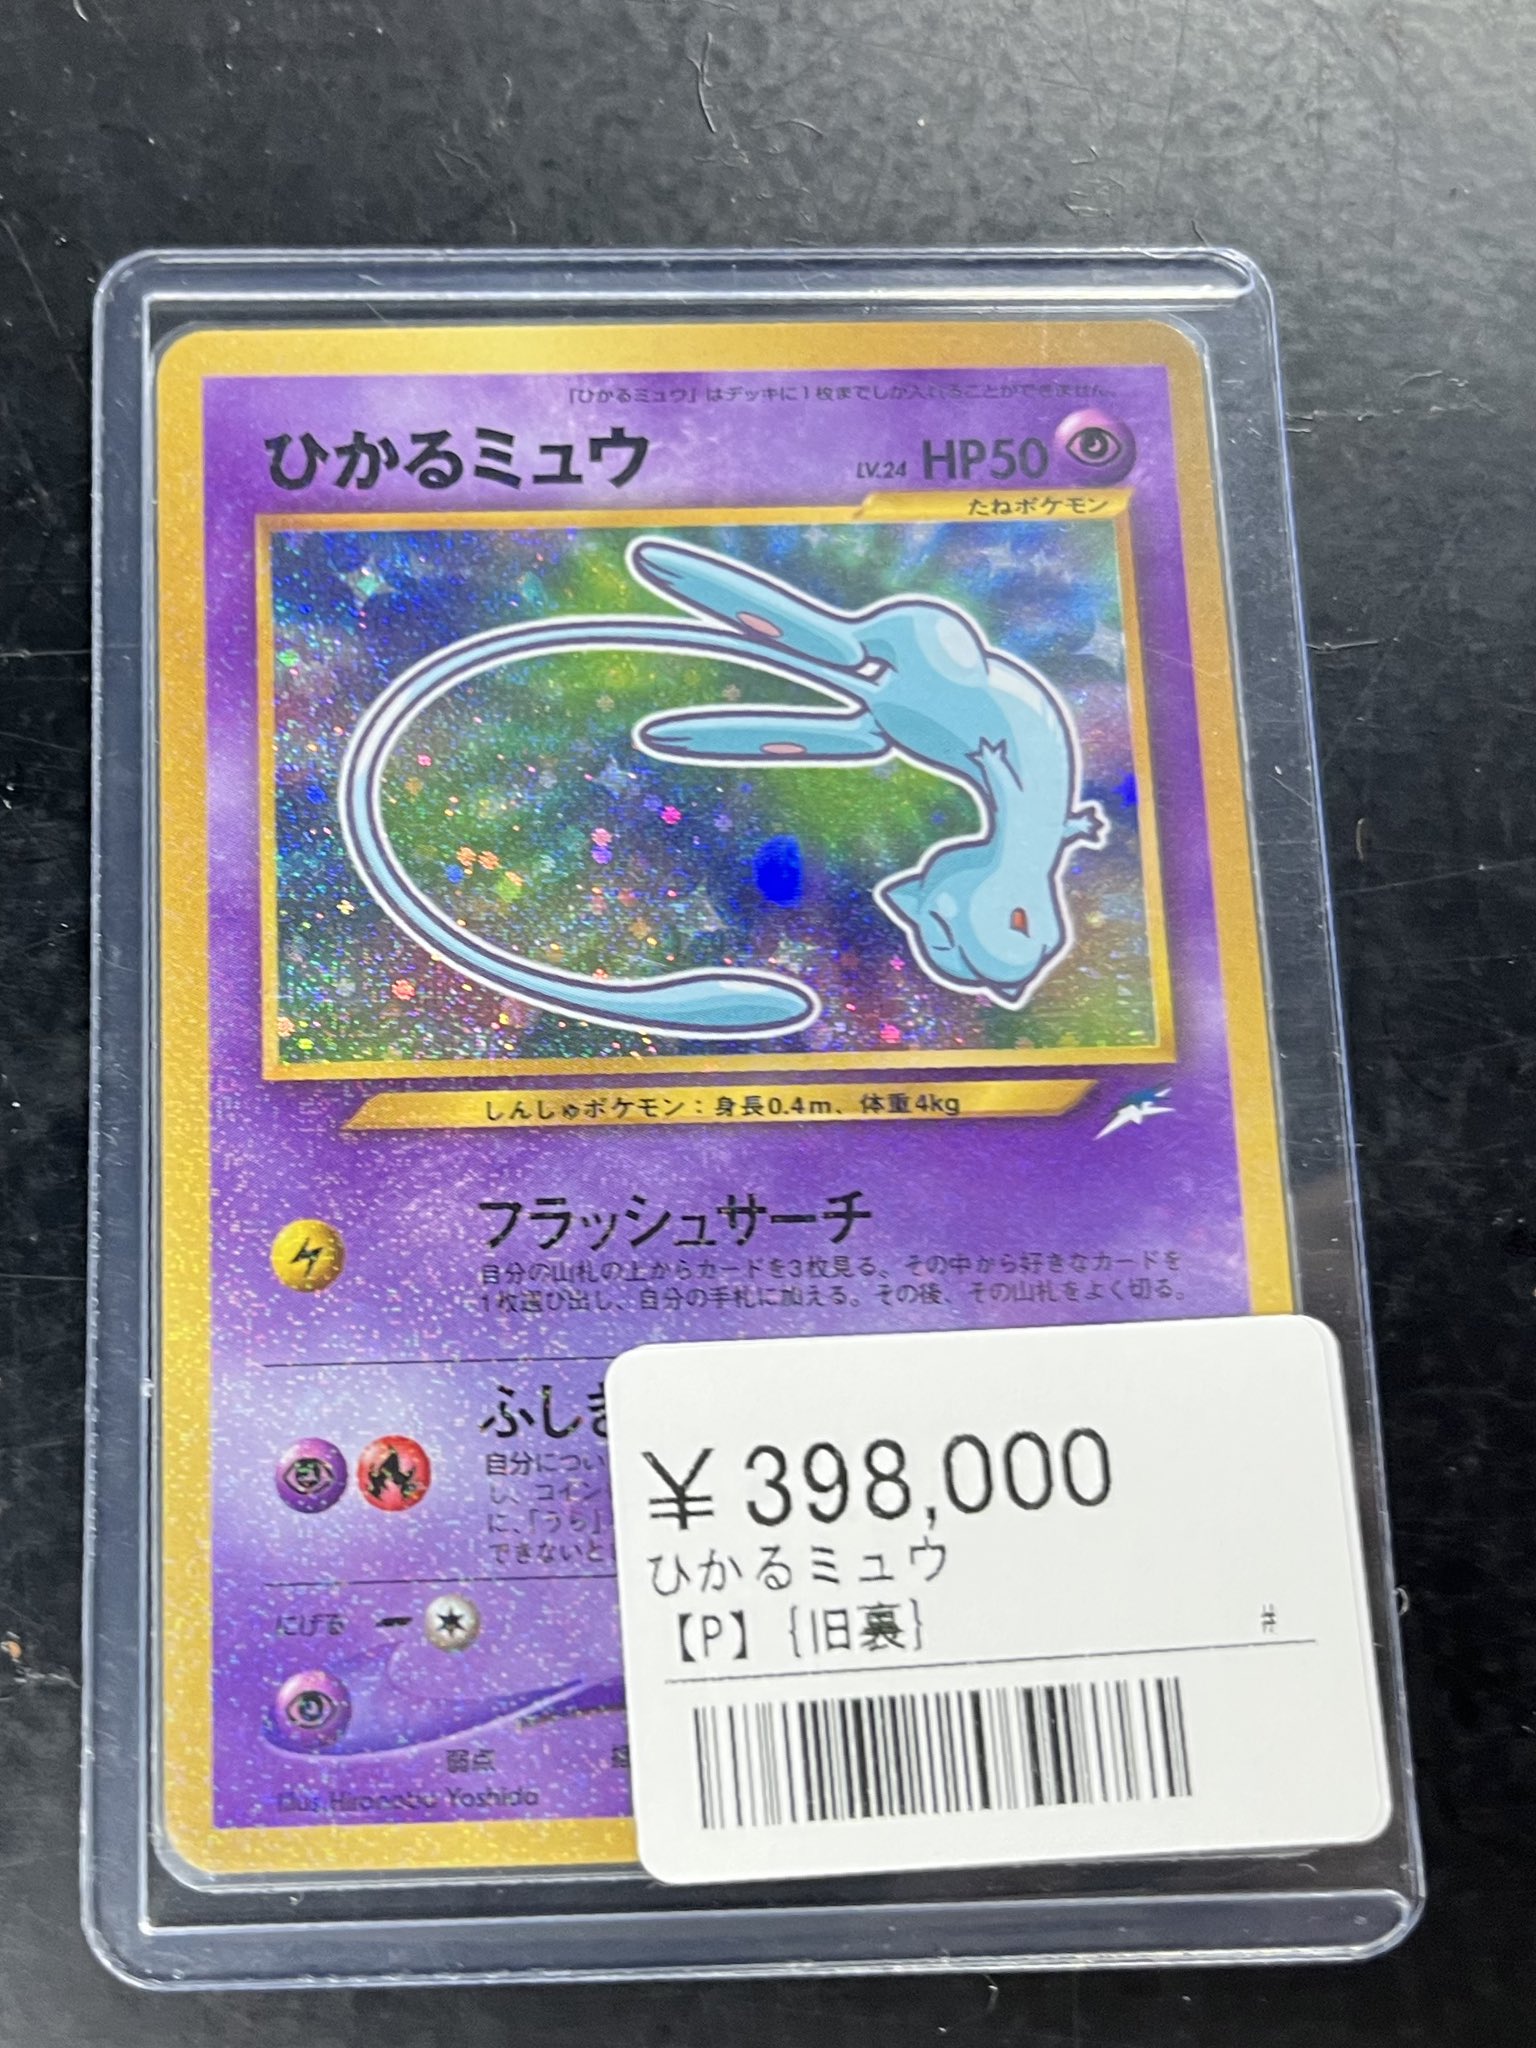 「ひかるミュウ」はデッキに1枚までしか入れることができません。
ひかるミュウ
LV.24 HP50
たねポケモン
しんしゅポケモン：身長0.4m、体重4kg
フラッシュサーチ
自分の山札の上からカードを3枚見る。その中から好きなカードを
1枚選び出し、自分の手札に加える。その後、その山札をよく切る。
ふしぎ
自分につい
し、コイン
に、「うら」
できないとし
にげる
弱点
Illus.Hironobu Yoshida
¥398,000
ひかるミュウ
【P】{旧裏}